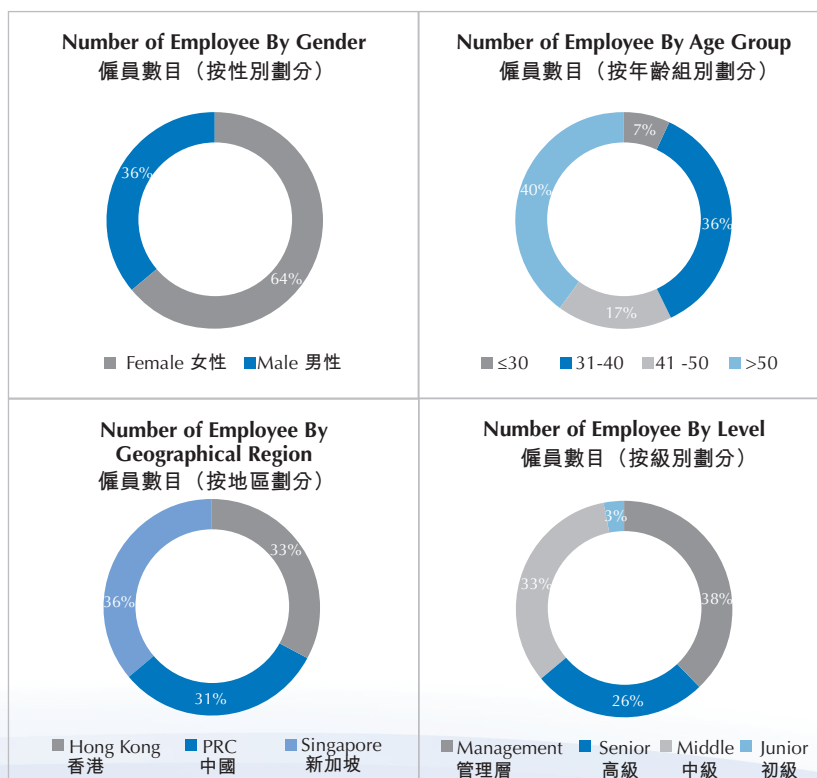 Number of Employee By Gender
僱員數目（按性別劃分）
36%
64%
Female 女性 Male 男性
Number of Employee By Age Group
僱員數目（按年齡組別劃分）
7%
40%
36%
17%
≤30 31-40 41 -50 >50
Number of Employee By
Geographical Region
僱員數目（按地區劃分）
33%
36%
31%
Hong Kong PRC Singapore
香港 中國 新加坡
Number of Employee By Level
僱員數目（按級別劃分）
3%
33%
38%
26%
Management Senior Middle Junior
管理層 高級 中級 初級